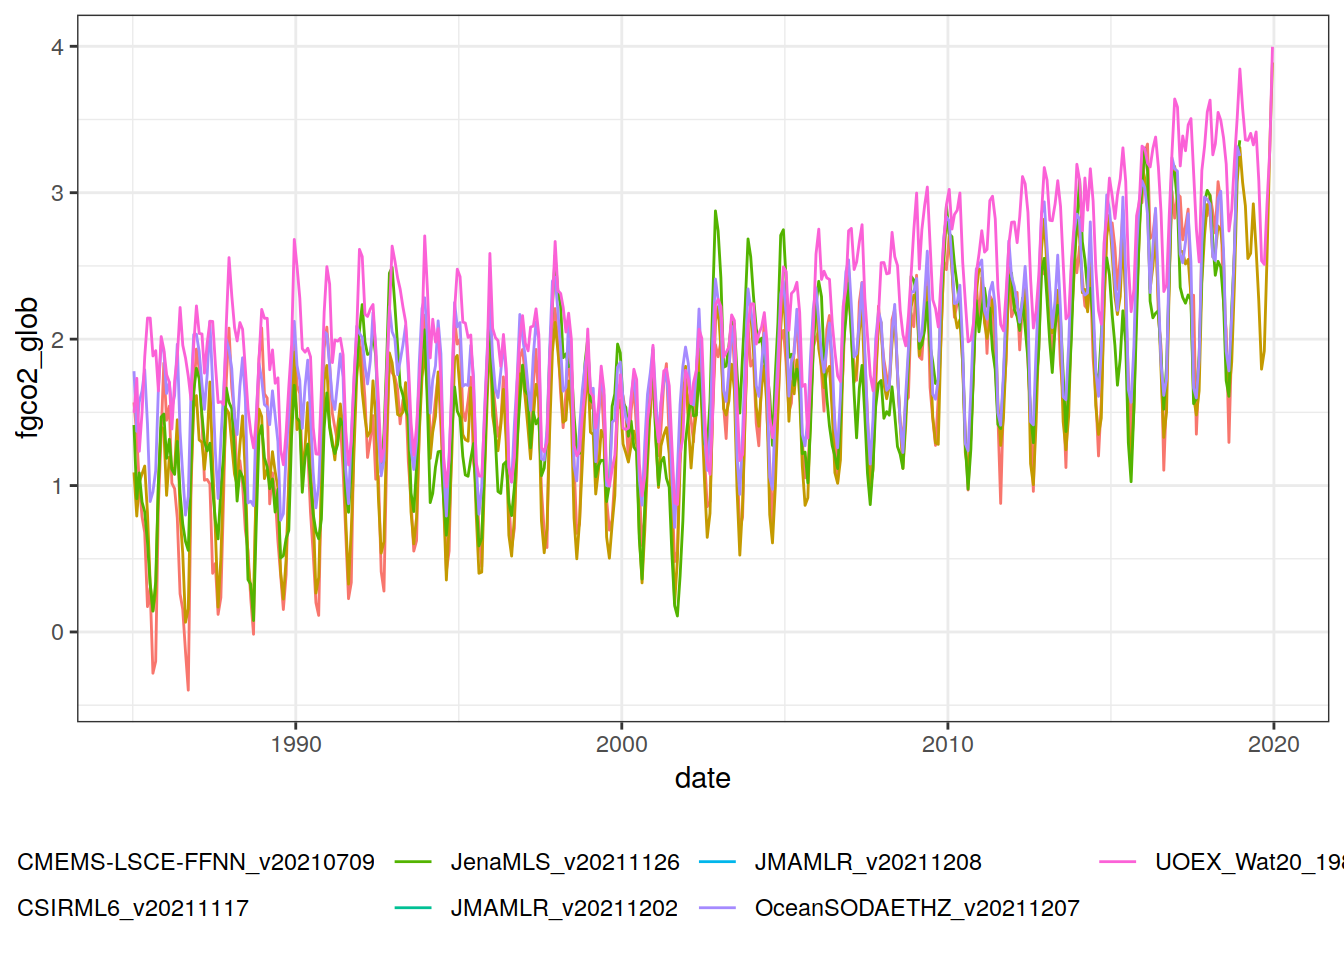 4
3
2
1
0
fgco2_glob
1990 2000 2010 2020
date
CMEMS-LSCE-FFNN_v20210709 JenaMLS_v20211126 JMAMLR_v20211208 UOEX_Wat20_198
CSIRML6_v20211117 JMAMLR_v20211202 OceanSODAETHZ_v20211207